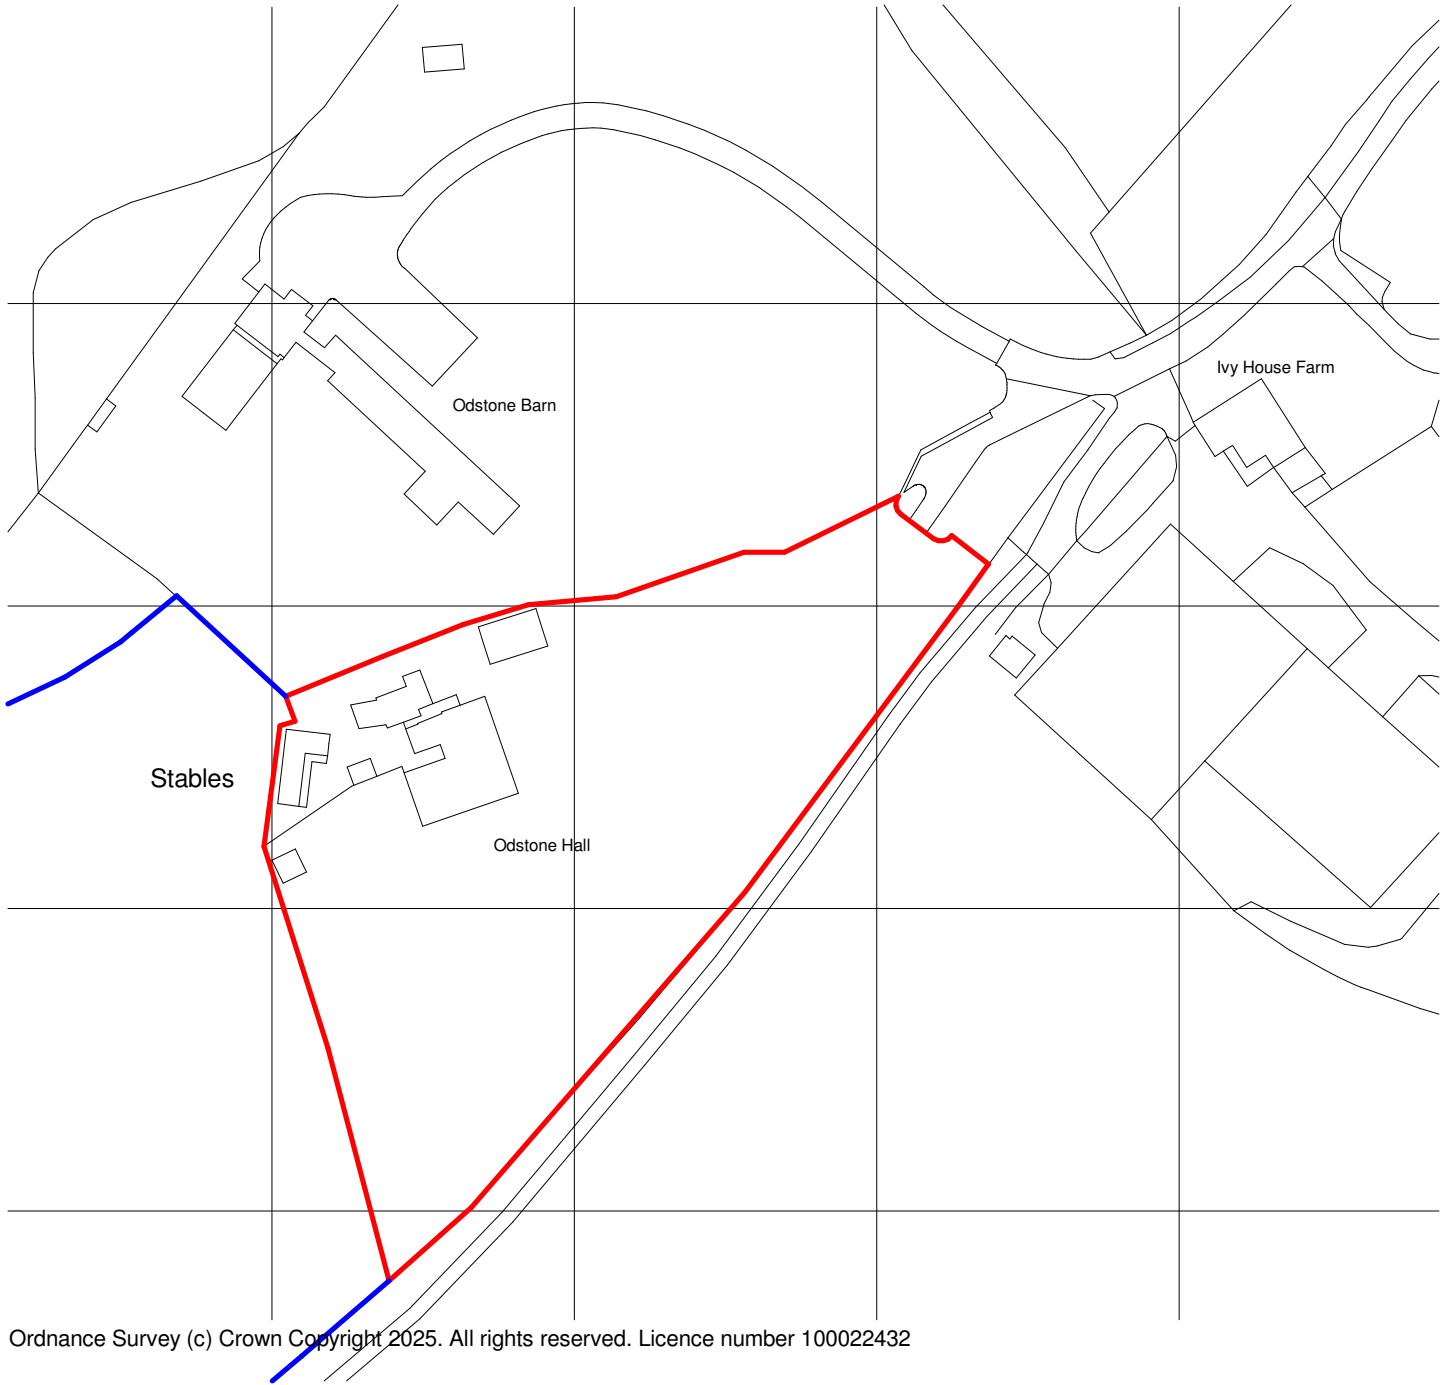 Ivy House Farm
Odstone Barn
Stables
Odstone Hall
Ordnance Survey (c) Crown Copyright 2025. All rights reserved. Licence number 100022432